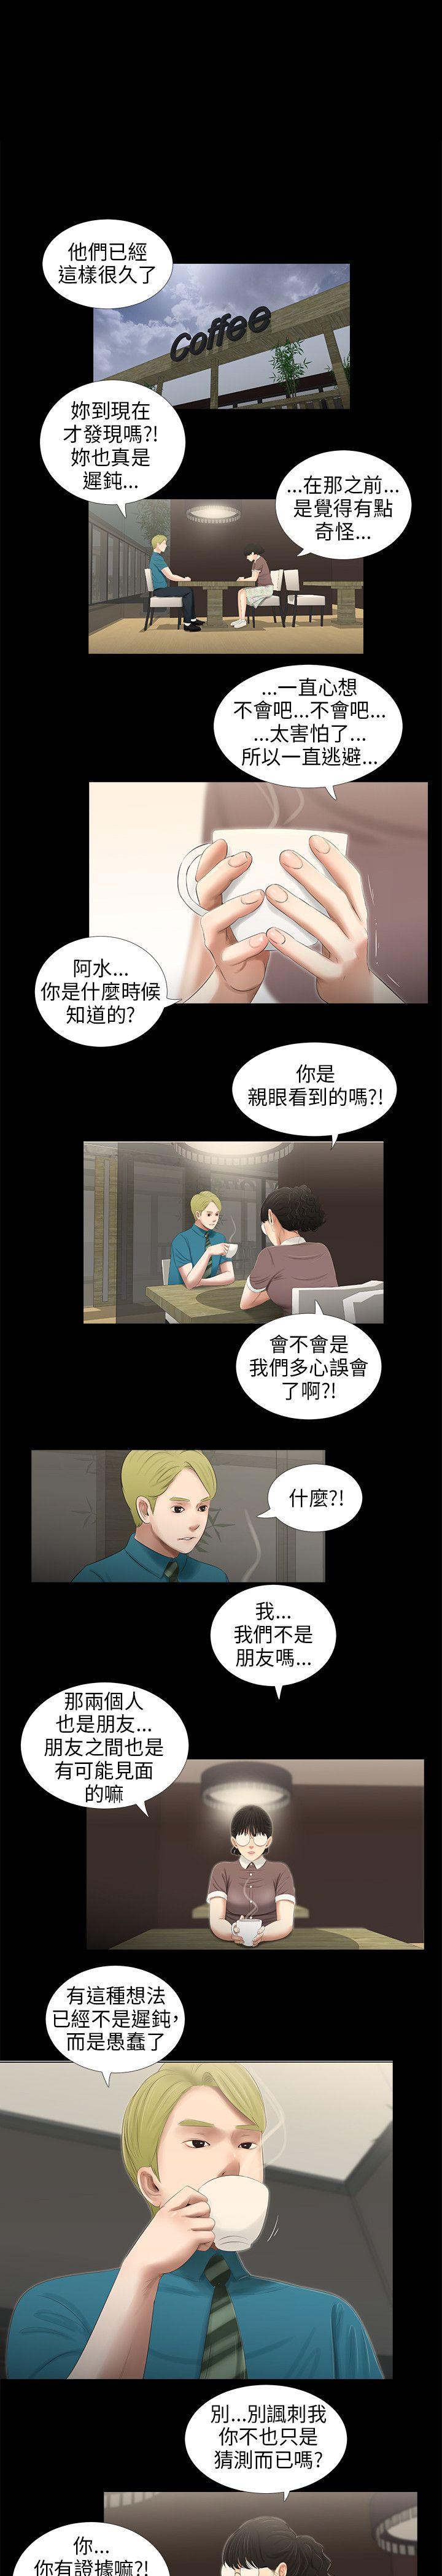 他們已經
這樣很久了
Coffee
妳到現在
才發現嗎?!
妳也真是
遲鈍...
...在那之前...
是覺得有點
奇怪...
...一直心想
不會吧...不會吧...
...太害怕了...
所以一直逃避...
阿水...
你是什麼時候
知道的?
你是
親眼看到的嗎?!
會不會是
我們多心誤會
了啊?!
什麼?!
我...
我們不是
朋友嗎...
那兩個人
也是朋友...
朋友之間也是
有可能見面
的嘛
有這種想法
已經不是遲鈍,
而是愚蠢了
別...別諷刺我
你不也只是
猜測而已嗎?
你...
你有證據嘛?!